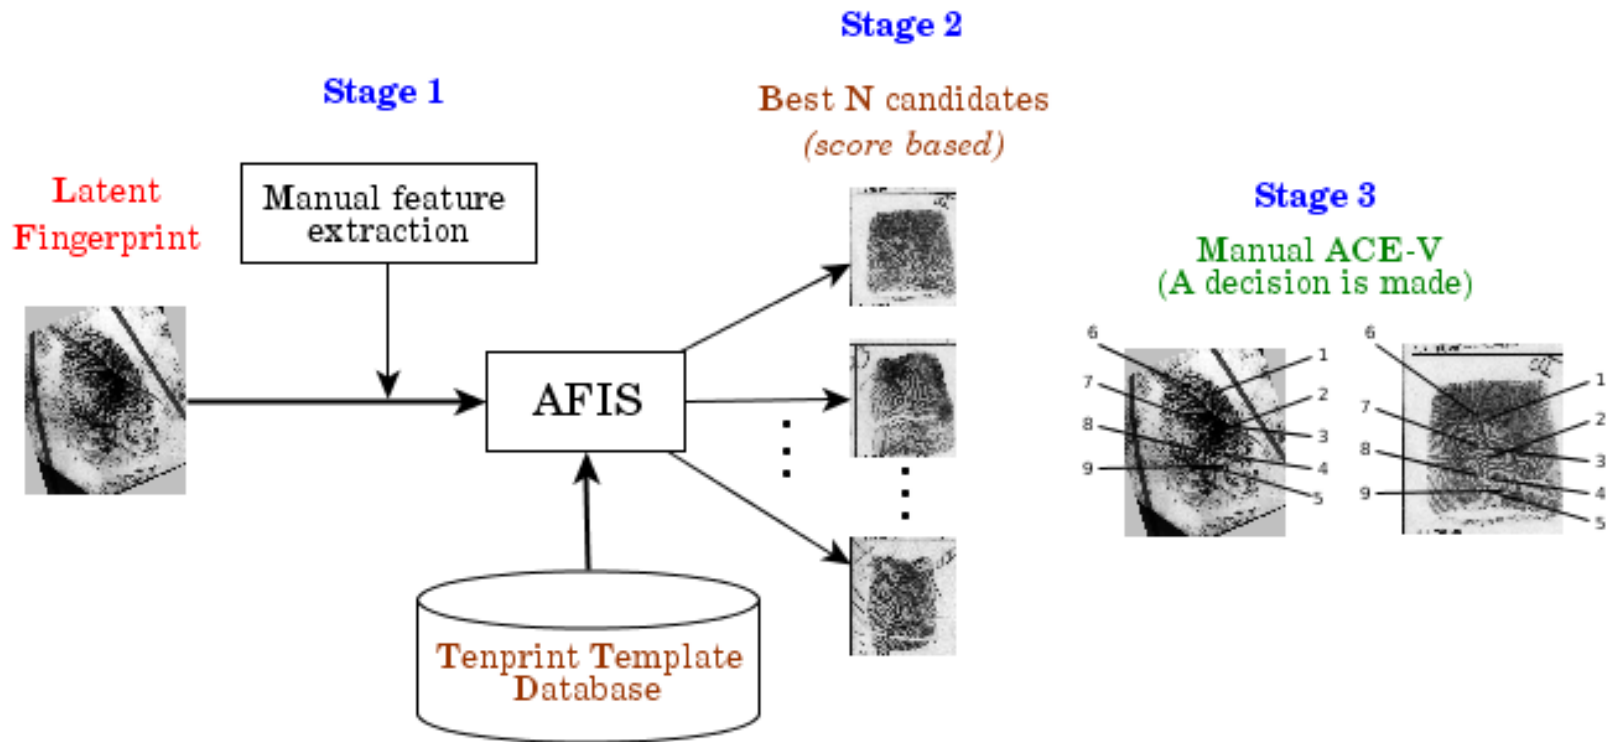 Stage 1
Latent
Fingerprint
Manual feature
extraction
AFIS
Tenprint Template
Database
Stage 2
Best N candidates
(score based)
Stage 3
Manual ACE-V
(A decision is made)
6
1
7
2
8
3
9
4
5
6
1
7
2
8
3
9
4
5